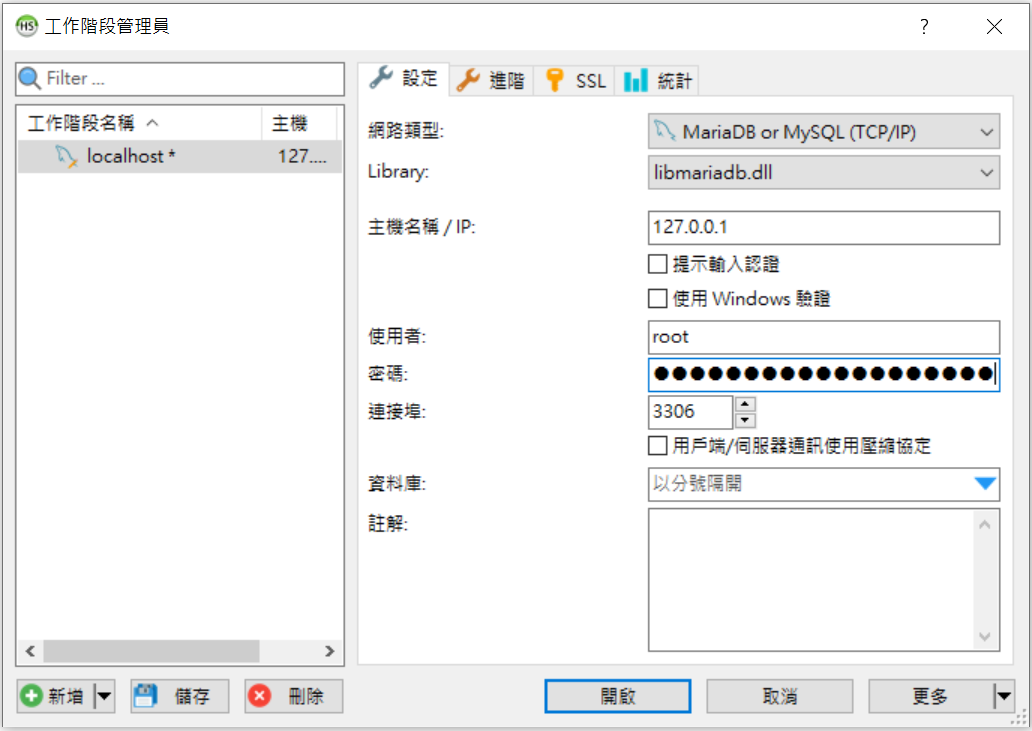 HS 工作階段管理員
Filter ...
工作階段名稱 主機
localhost * 127....
設定 進階 SSL 統計
網路類型: MariaDB or MySQL (TCP/IP)
Library: libmariadb.dll
主機名稱 / IP: 127.0.0.1
提示輸入認證
使用 Windows 驗證
使用者: root
密碼: ●●●●●●●●●●●●●●●●●●●
連接埠: 3306
用戶端/伺服器通訊使用壓縮協定
資料庫: 以分號隔開
註解:
新增 儲存 刪除 開啟 取消 更多